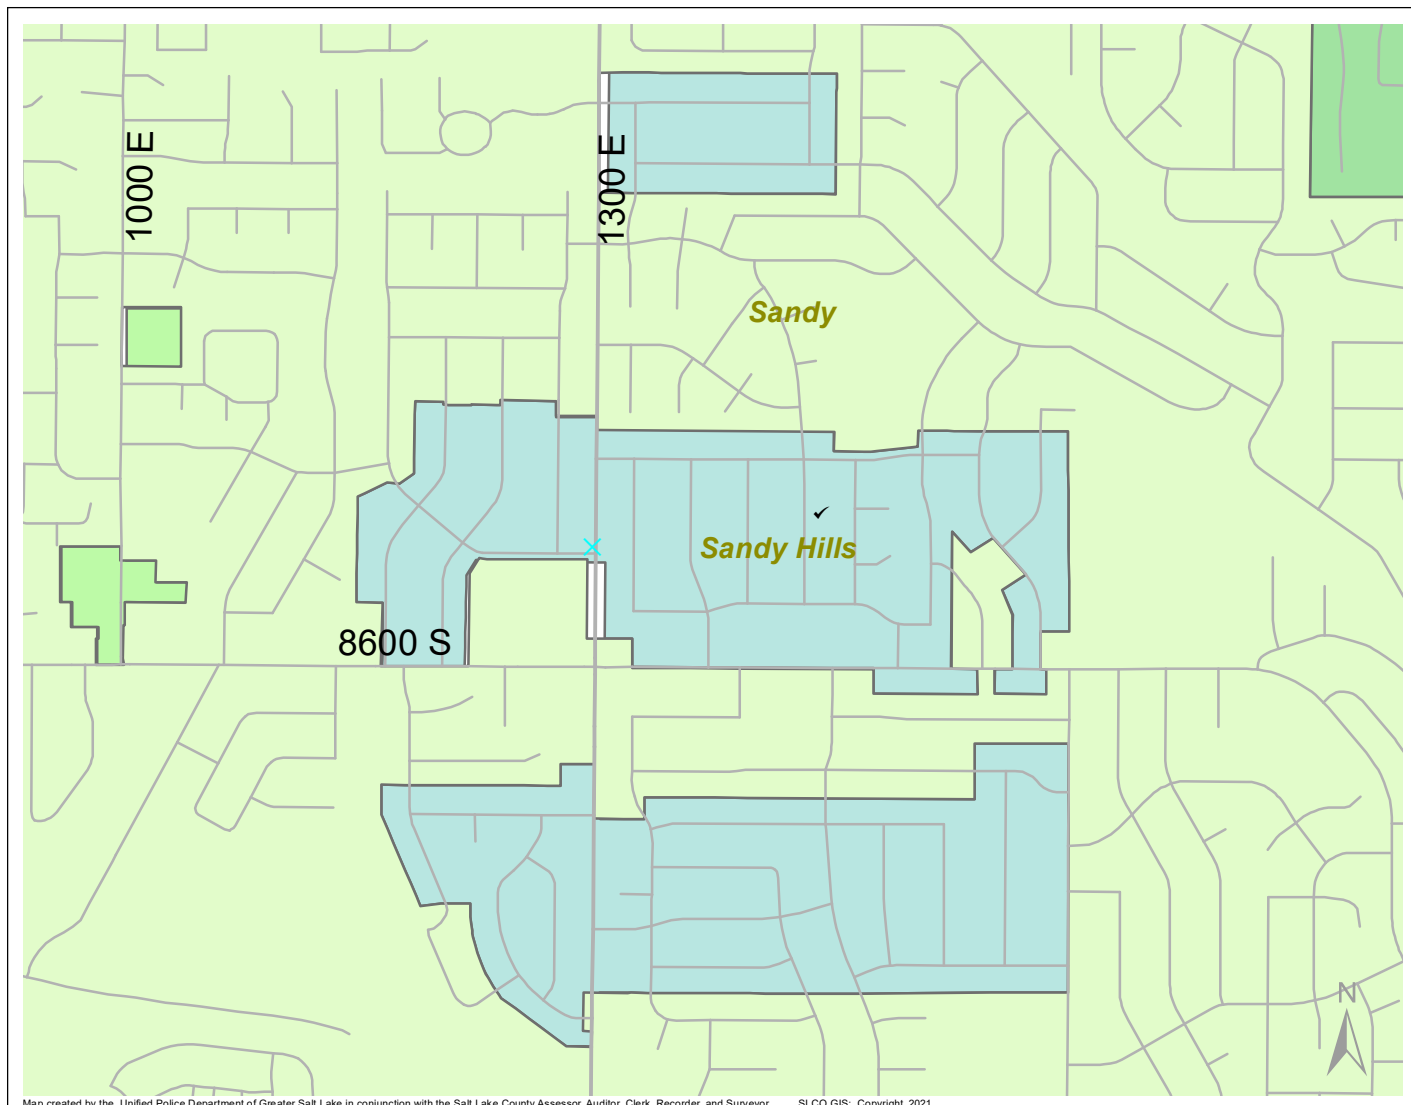 1000 E
1300 E
Sandy
Sandy Hills
8600 S
N
Map created by the Unified Police Department of Greater Salt Lake in conjunction with the Salt Lake County Assessor, Auditor, Clerk, Recorder, and Surveyor. SLCO GIS: Copyright 2021